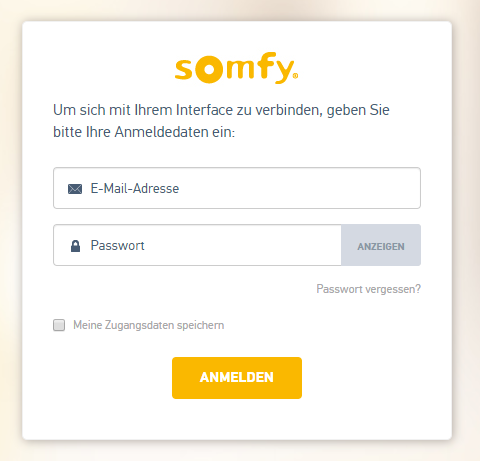 somfy®
Um sich mit Ihrem Interface zu verbinden, geben Sie
bitte Ihre Anmeldedaten ein:
E-Mail-Adresse
Passwort
ANZEIGEN
Passwort vergessen?
Meine Zugangsdaten speichern
ANMELDEN